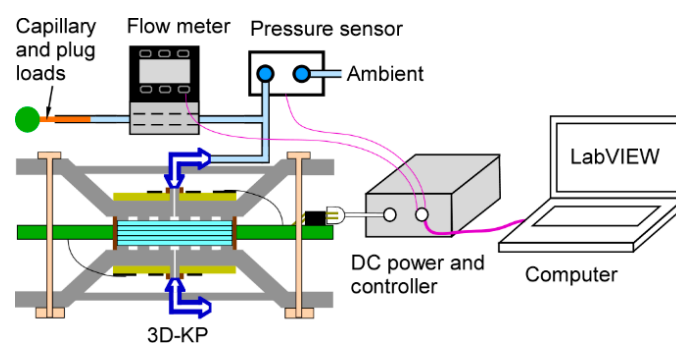 Capillary
and plug
loads
Flow meter
Pressure sensor
Ambient
LabVIEW
DC power and
controller
Computer
3D-KP